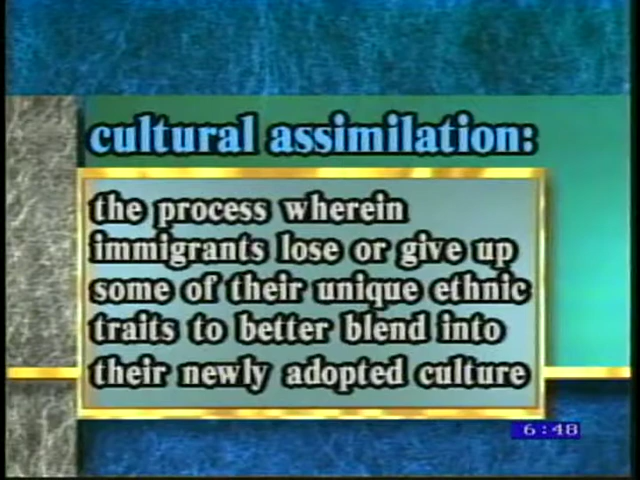 cultural assimilation:
the process wherein
immigrants lose or give up
some of their unique ethnic
traits to better blend into
their newly adopted culture
6:48